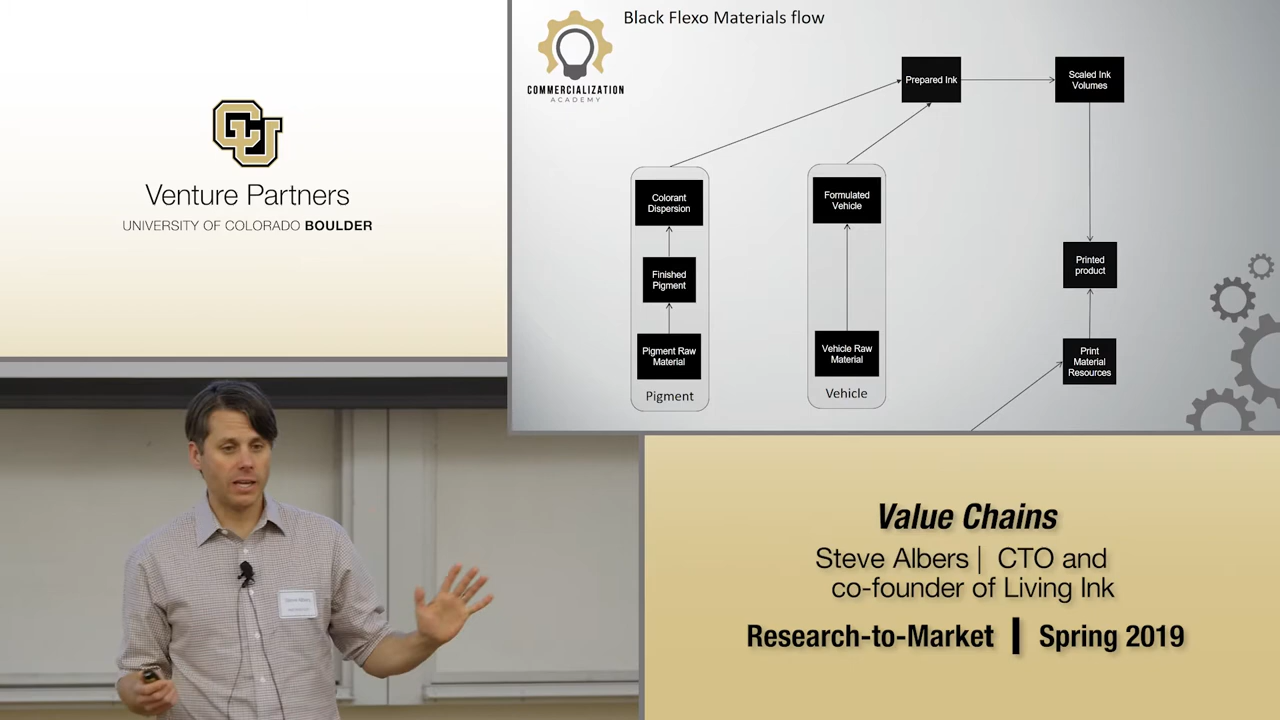 CU
Venture Partners
UNIVERSITY OF COLORADO BOULDER
COMMERCIALIZATION
ACADEMY
Black Flexo Materials flow
Prepared Ink
Scaled Ink
Volumes
Colorant
Dispersion
Finished
Pigment
Pigment Raw
Material
Pigment
Formulated
Vehicle
Vehicle Raw
Material
Vehicle
Printed
product
Print
Material
Resources
Value Chains
Steve Albers | CTO and
co-founder of Living Ink
Research-to-Market | Spring 2019